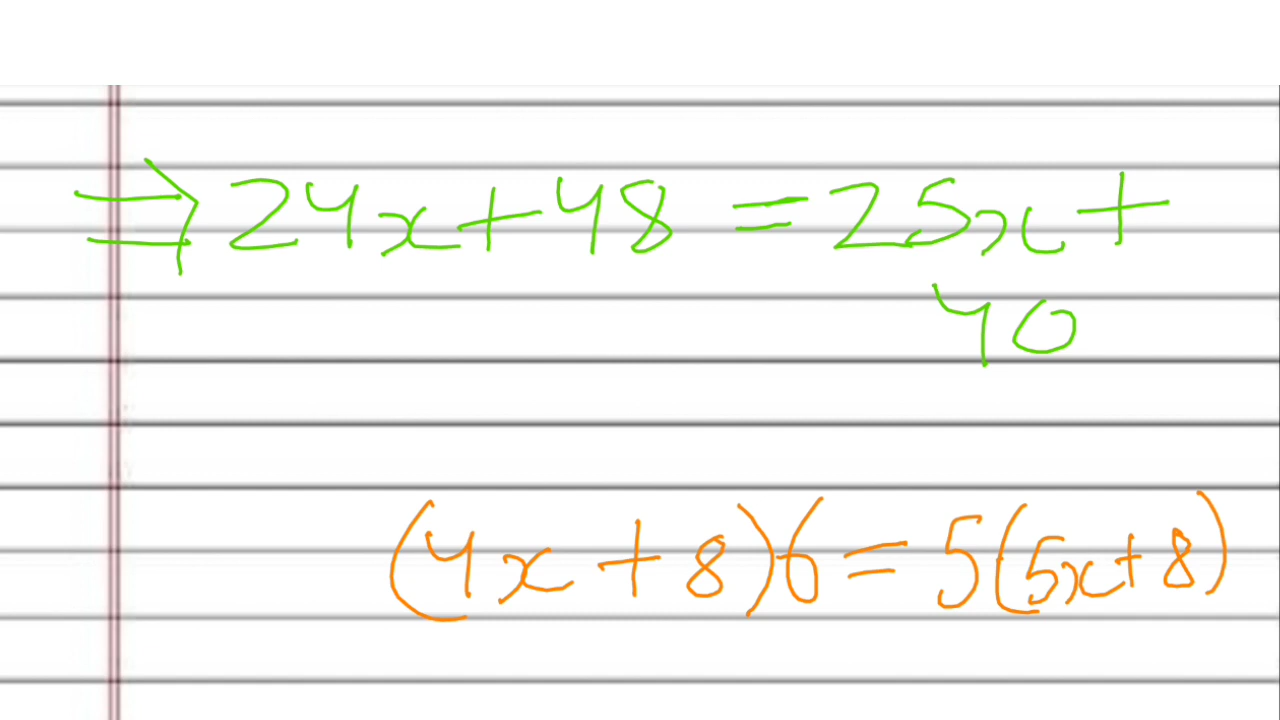 ⇒ 24x + 48 = 25x +
40
(4x + 8)6 = 5(5x + 8)